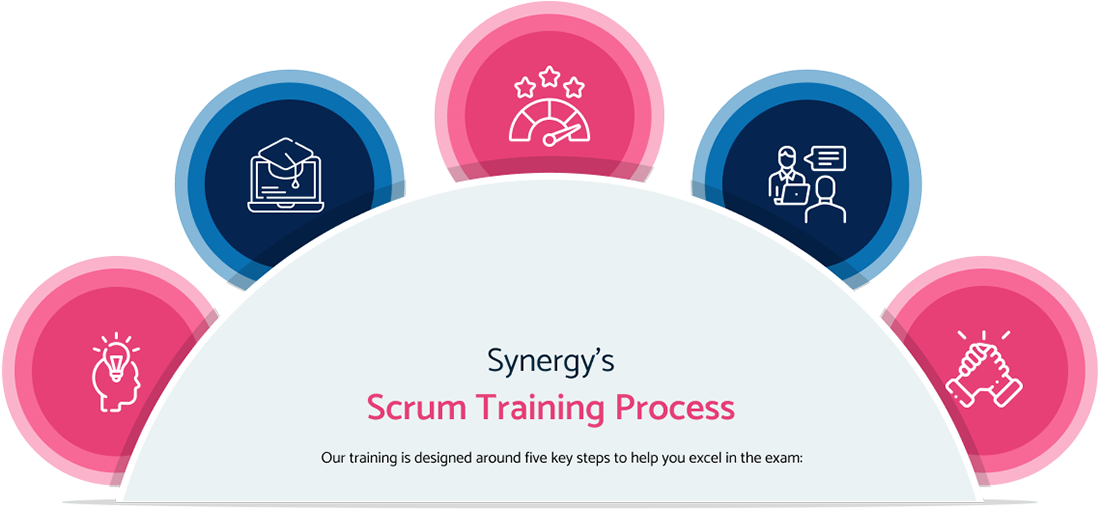 Synergy’s
Scrum Training Process
Our training is designed around five key steps to help you excel in the exam: